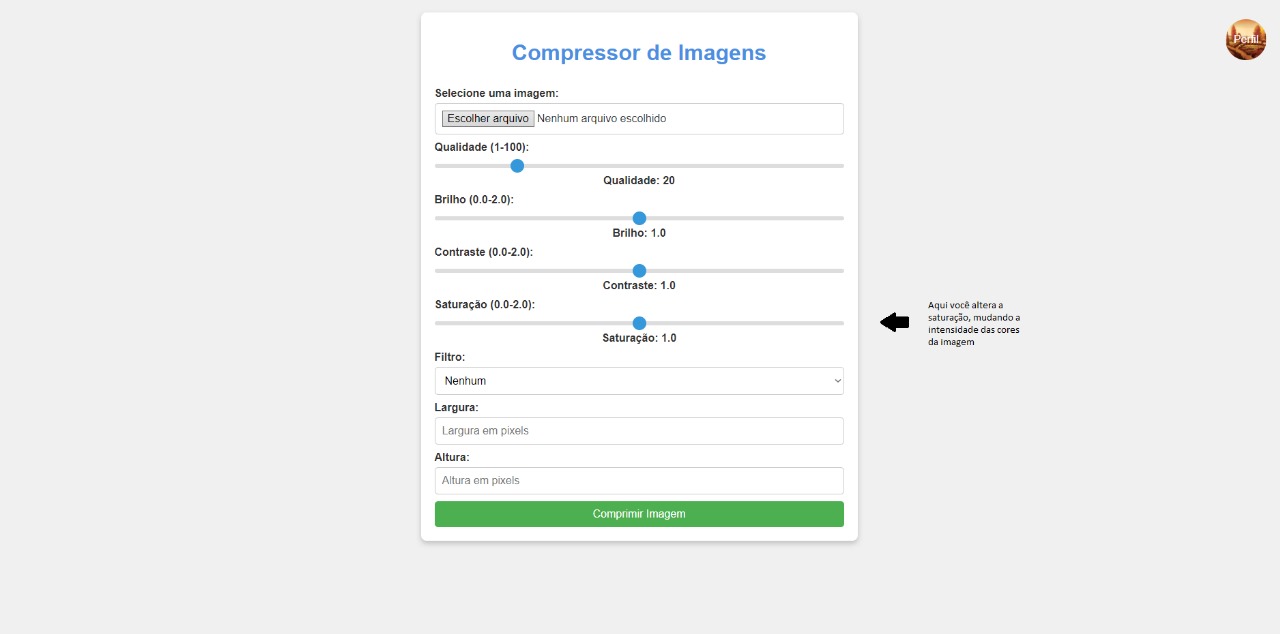 Compressor de Imagens
Perfil
Selecione uma imagem:
Escolher arquivo Nenhum arquivo escolhido
Qualidade (1-100):
Qualidade: 20
Brilho (0.0-2.0):
Brilho: 1.0
Contraste (0.0-2.0):
Contraste: 1.0
Saturação (0.0-2.0):
Saturação: 1.0
Aqui você altera a
saturação, mudando a
intensidade das cores
da imagem
Filtro:
Nenhum
Largura:
Largura em pixels
Altura:
Altura em pixels
Comprimir Imagem